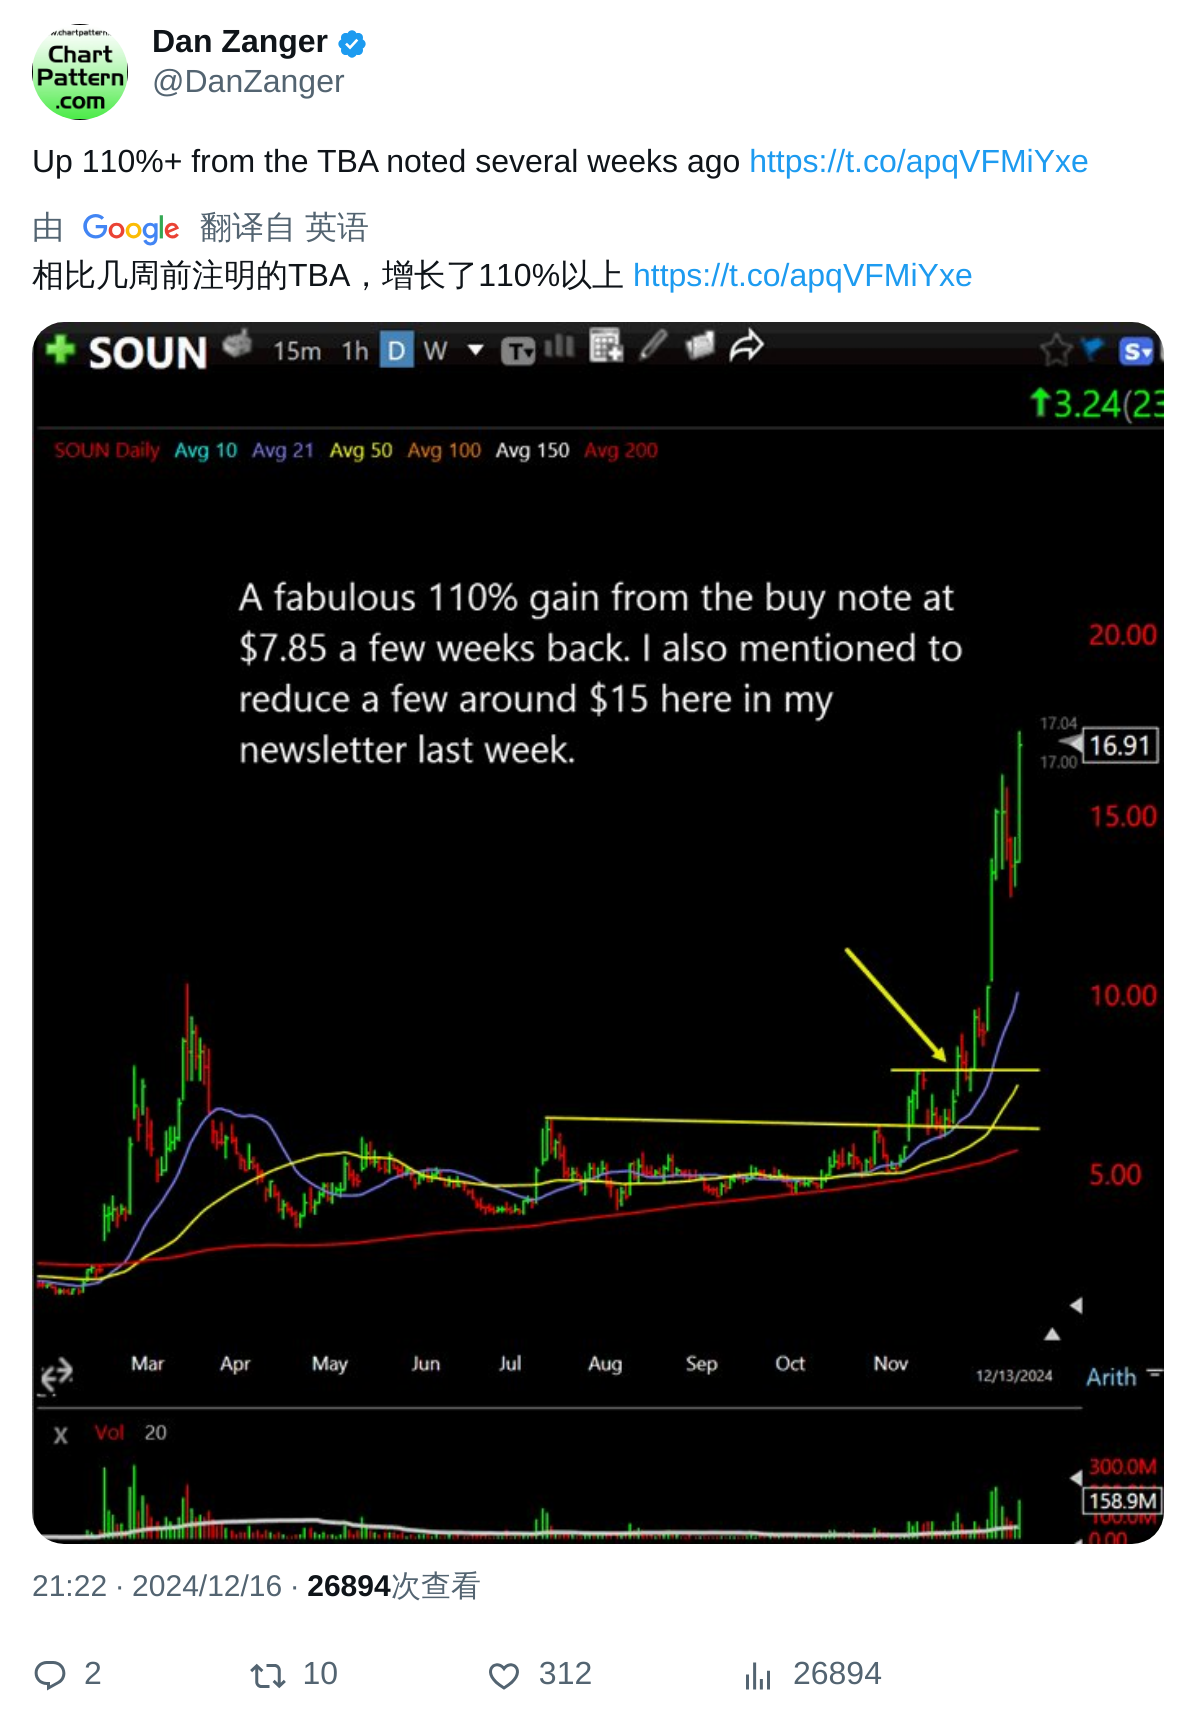 w.chartpattern.
Chart
Pattern
.com
Dan Zanger
@DanZanger
Up 110%+ from the TBA noted several weeks ago https://t.co/apqVFMiYxe
由 Google 翻译自 英语
相比几周前注明的TBA，增长了110%以上 https://t.co/apqVFMiYxe
SOUN 15m 1h D W T S
3.24(23
SOUN Daily Avg 10 Avg 21 Avg 50 Avg 100 Avg 150 Avg 200
A fabulous 110% gain from the buy note at
$7.85 a few weeks back. I also mentioned to
reduce a few around $15 here in my
newsletter last week.
20.00
17.04
16.91
17.00
15.00
10.00
5.00
Mar Apr May Jun Jul Aug Sep Oct Nov 12/13/2024 Arith
X Vol 20
300.0M
158.9M
100.0M
0.00
21:22 · 2024/12/16 · 26894次查看
2 10 312 26894